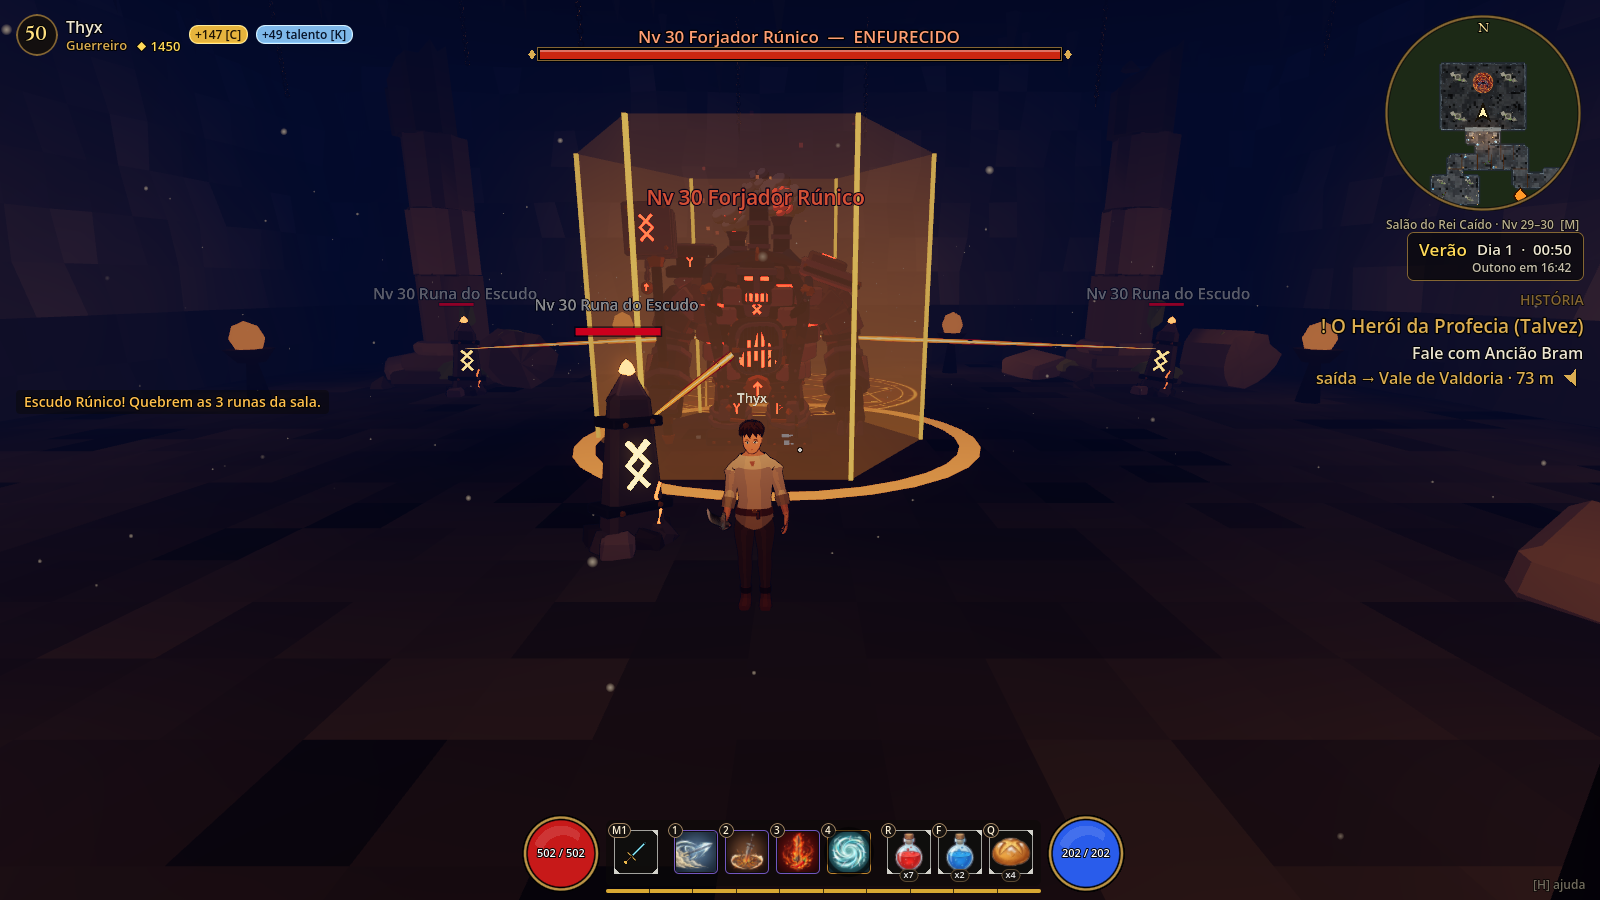 50
Thyx
Guerreiro ◆ 1450
+147 [C]
+49 talento [K]
Nv 30 Forjador Rúnico — ENFURECIDO
N
Salão do Rei Caído · Nv 29–30 [M]
Verão Dia 1 · 00:50
Outono em 16:42
HISTÓRIA
! O Herói da Profecia (Talvez)
Fale com Ancião Bram
saída → Vale de Valdoria · 73 m
Nv 30 Forjador Rúnico
Nv 30 Runa do Escudo
Nv 30 Runa do Escudo
Nv 30 Runa do Escudo
Escudo Rúnico! Quebrem as 3 runas da sala.
Thyx
502 / 502
M1
1
2
3
4
R
x7
F
x2
Q
x4
202 / 202
[H] ajuda